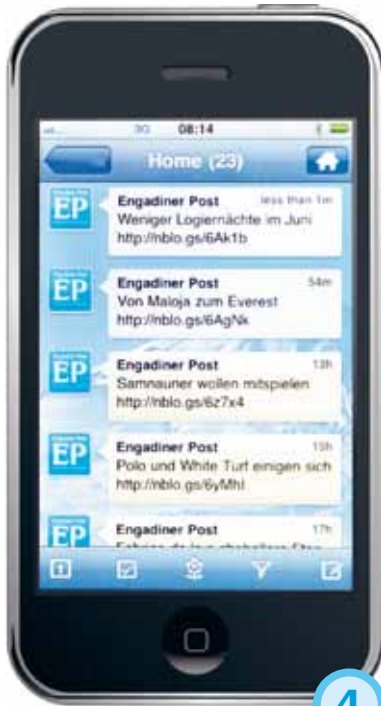 3G 08:14
Home (23)
EP
Engadiner Post less than 1m
Weniger Logiernächte im Juni
http://nblo.gs/6Ak1b
EP
Engadiner Post 54m
Von Maloja zum Everest
http://nblo.gs/6AgNk
EP
Engadiner Post 13h
Samnauner wollen mitspielen
http://nblo.gs/6z7x4
EP
Engadiner Post 15h
Polo und White Turf einigen sich
http://nblo.gs/6yMhI
EP
Engadiner Post 17h
4